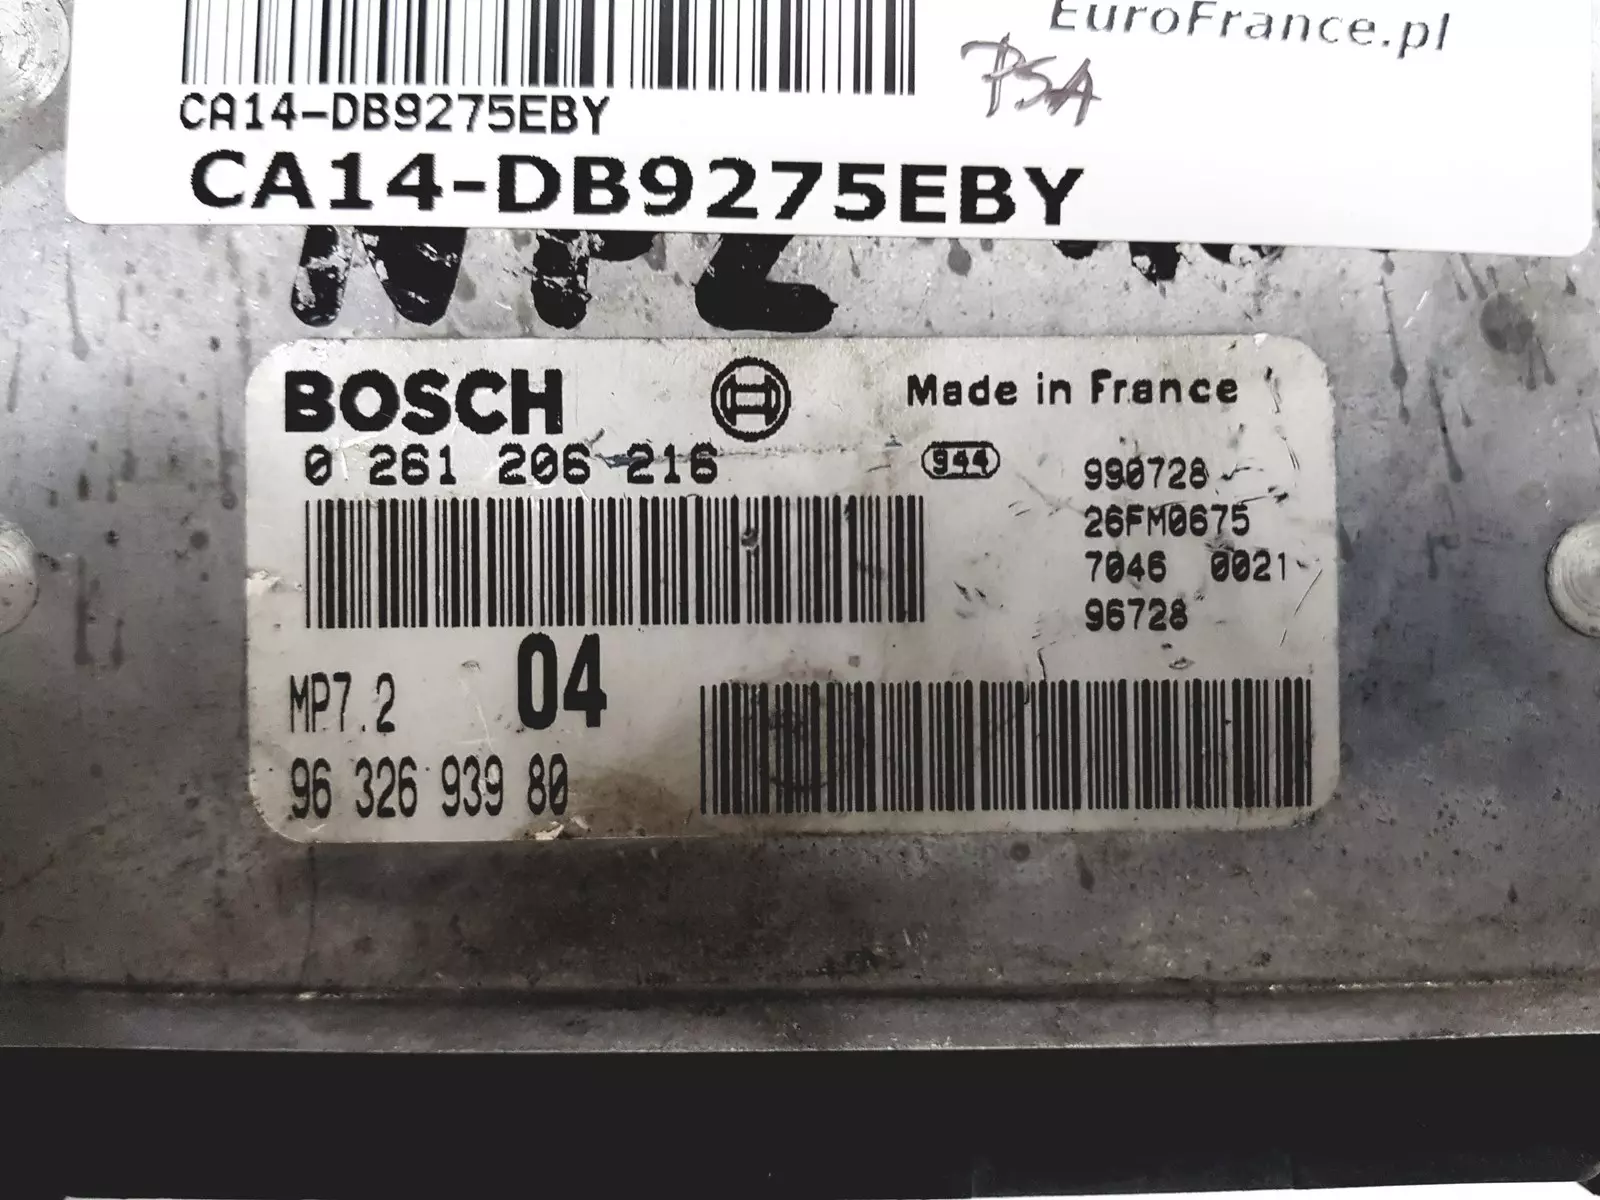 EuroFrance.pl
PSA
CA14-DB9275EBY
CA14-DB9275EBY
BOSCH
Made in France
0 261 206 216
944
990728
26FM0675
7046 0021
96728
MP7.2
04
96 326 939 80